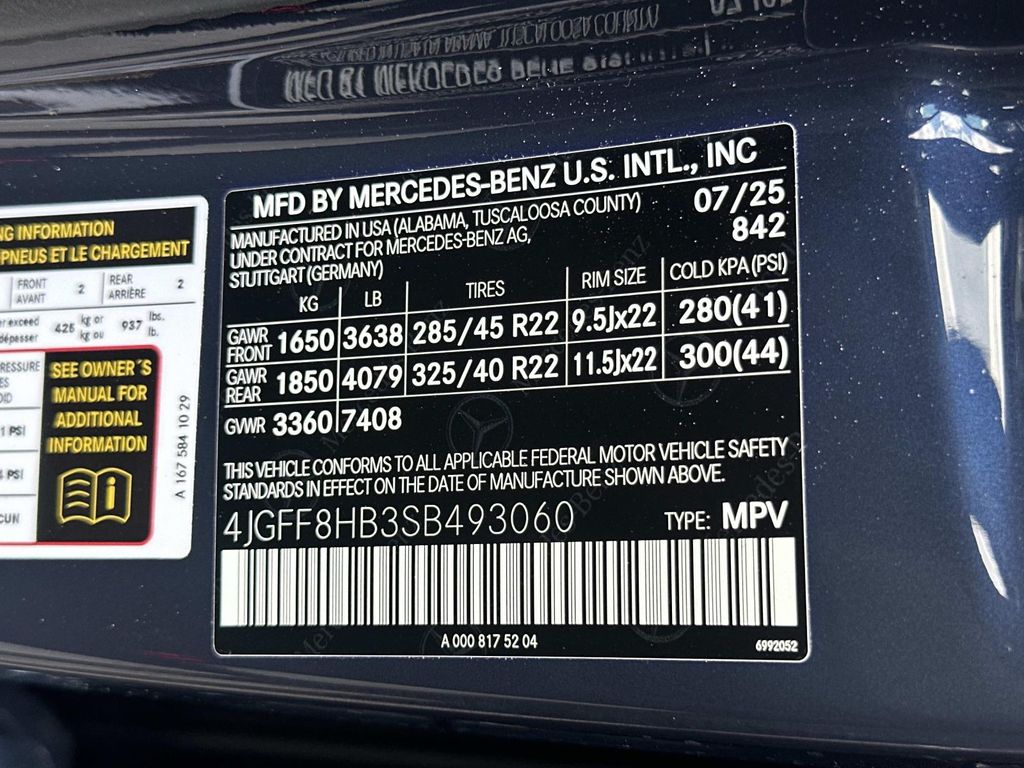 MFD BY MERCEDES-BENZ U.S. INTL., INC
MANUFACTURED IN USA (ALABAMA, TUSCALOOSA COUNTY) 07/25
UNDER CONTRACT FOR MERCEDES-BENZ AG, 842
STUTTGART (GERMANY)
KG LB TIRES RIM SIZE COLD KPA (PSI)
GAWR FRONT 1650 3638 285/45 R22 9.5Jx22 280(41)
GAWR REAR 1850 4079 325/40 R22 11.5Jx22 300(44)
GVWR 3360 7408
THIS VEHICLE CONFORMS TO ALL APPLICABLE FEDERAL MOTOR VEHICLE SAFETY
STANDARDS IN EFFECT ON THE DATE OF MANUFACTURE SHOWN ABOVE.
4JGFF8HB3SB493060 TYPE: MPV
A 000 817 52 04 6992052
INFORMATION
PNEUS ET LE CHARGEMENT
FRONT 2 REAR 2
AVANT ARRIÈRE
exceed 425 kg or 937 lbs.
dépasser kg ou lb.
SEE OWNER'S
MANUAL FOR
ADDITIONAL
INFORMATION
PSI
PSI
A 167 584 10 29